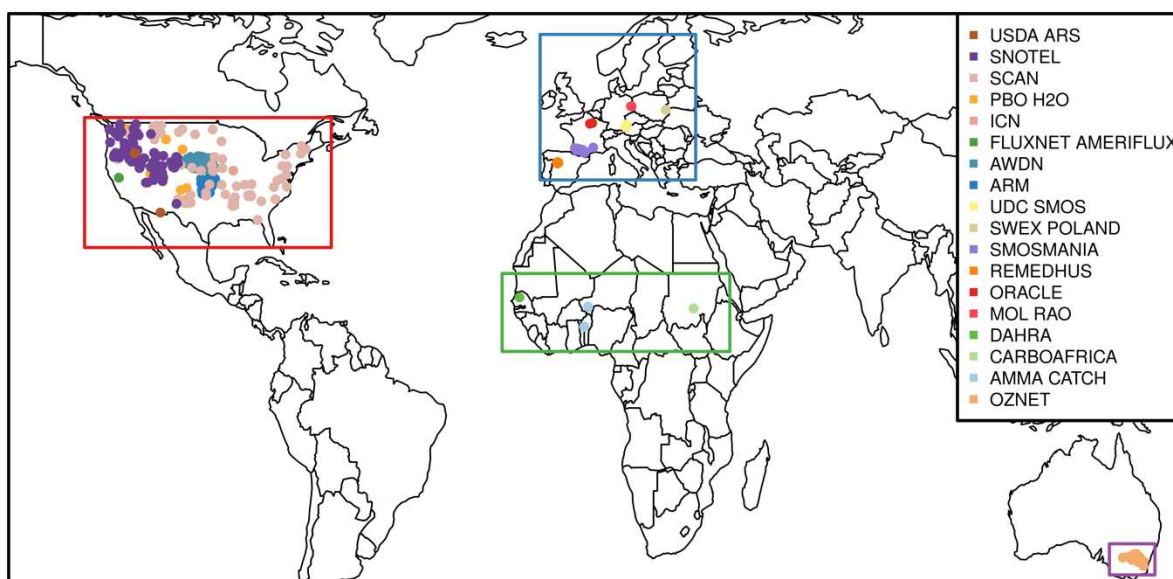 USDA ARS
SNOTEL
SCAN
PBO H2O
ICN
FLUXNET AMERIFLUX
AWDN
ARM
UDC SMOS
SWEX POLAND
SMOSMANIA
REMEDHUS
ORACLE
MOL RAO
DAHRA
CARBOAFRICA
AMMA CATCH
OZNET